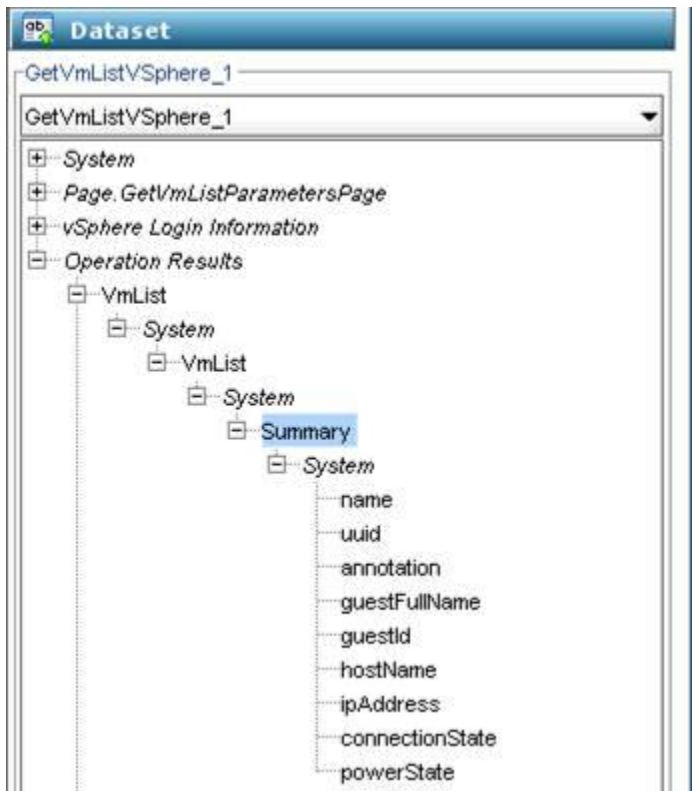 Dataset
GetVmListVSphere_1
GetVmListVSphere_1
System
Page.GetVmListParametersPage
vSphere Login Information
Operation Results
VmList
System
VmList
System
Summary
System
name
uuid
annotation
guestFullName
guestId
hostName
ipAddress
connectionState
powerState